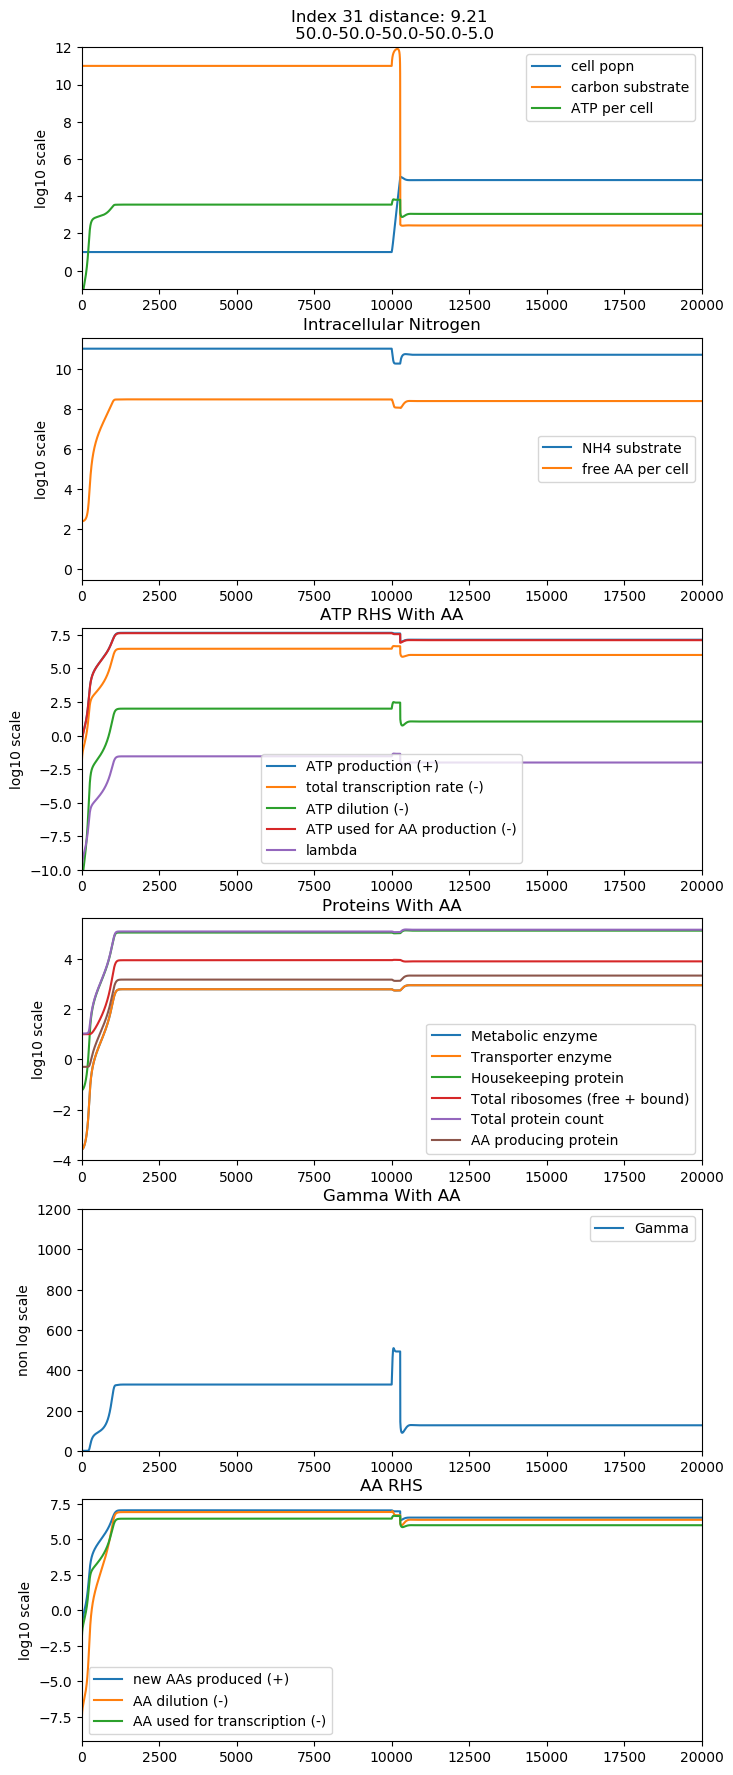 Index 31 distance: 9.21
50.0-50.0-50.0-50.0-5.0
12
10
8
6
4
2
0
log10 scale
cell popn
carbon substrate
ATP per cell
0 2500 5000 7500 10000 12500 15000 17500 20000
Intracellular Nitrogen
10
8
6
4
2
0
log10 scale
NH4 substrate
free AA per cell
0 2500 5000 7500 10000 12500 15000 17500 20000
ATP RHS With AA
7.5
5.0
2.5
0.0
−2.5
−5.0
−7.5
−10.0
log10 scale
ATP production (+)
total transcription rate (-)
ATP dilution (-)
ATP used for AA production (-)
lambda
0 2500 5000 7500 10000 12500 15000 17500 20000
Proteins With AA
4
2
0
−2
−4
log10 scale
Metabolic enzyme
Transporter enzyme
Housekeeping protein
Total ribosomes (free + bound)
Total protein count
AA producing protein
0 2500 5000 7500 10000 12500 15000 17500 20000
Gamma With AA
1200
1000
800
600
400
200
0
non log scale
Gamma
0 2500 5000 7500 10000 12500 15000 17500 20000
AA RHS
7.5
5.0
2.5
0.0
−2.5
−5.0
−7.5
log10 scale
new AAs produced (+)
AA dilution (-)
AA used for transcription (-)
0 2500 5000 7500 10000 12500 15000 17500 20000